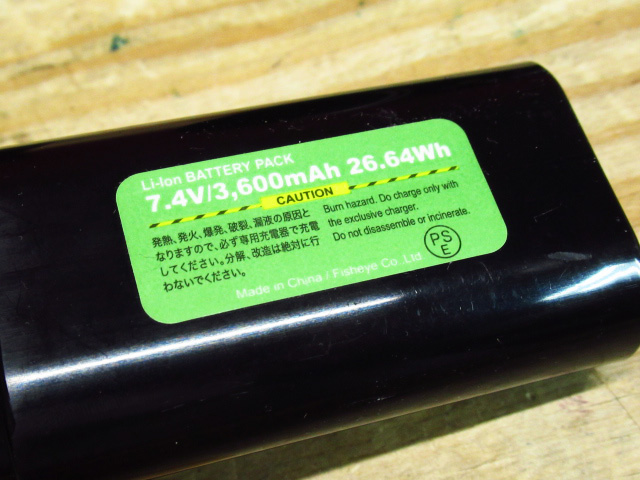 Li-Ion BATTERY PACK
7.4V/3,600mAh 26.64Wh
CAUTION
発熱、発火、爆発、破裂、漏液の原因と
なりますので、必ず専用充電器で充電
してください。分解、改造は絶対に行
わないでください。
Burn hazard. Do charge only with
the exclusive charger.
Do not disassemble or incinerate.
PS
E
Made in China / Fisheye Co.,Ltd.